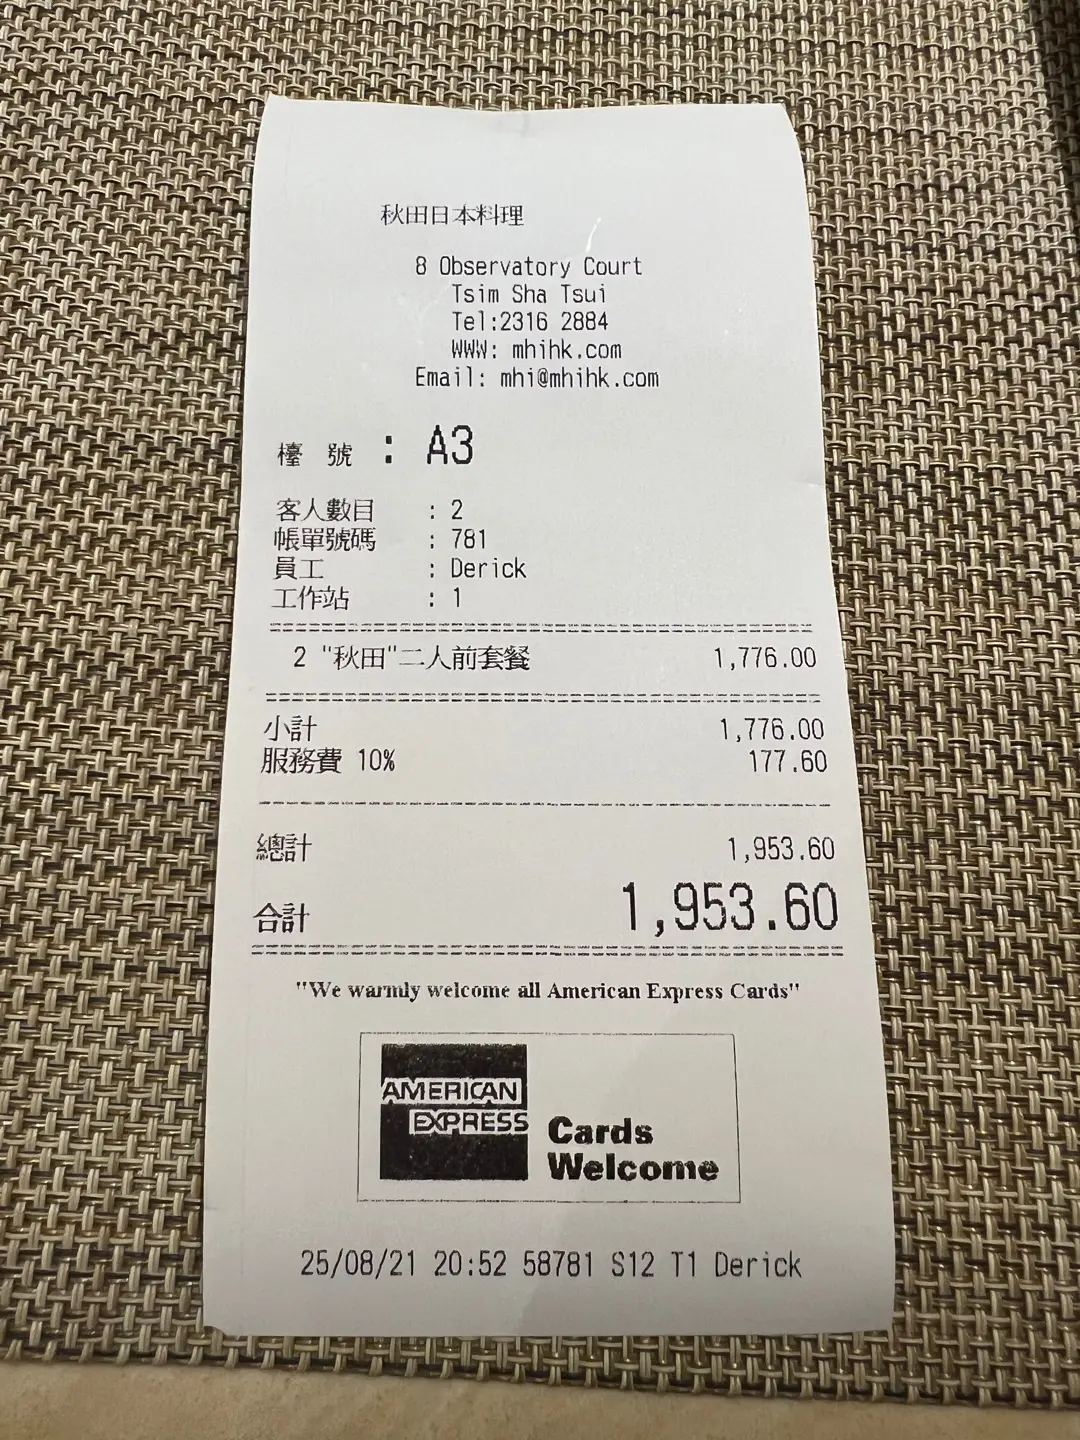 秋田日本料理
8 Observatory Court
Tsim Sha Tsui
Tel:2316 2884
WWW: mhihk.com
Email: mhi@mhihk.com
檯 號 : A3
客人數目 : 2
帳單號碼 : 781
員工 : Derick
工作站 : 1
2 "秋田"二人前套餐 1,776.00
小計 1,776.00
服務費 10% 177.60
總計 1,953.60
合計 1,953.60
"We warmly welcome all American Express Cards"
AMERICAN
EXPRESS
Cards
Welcome
25/08/21 20:52 58781 S12 T1 Derick